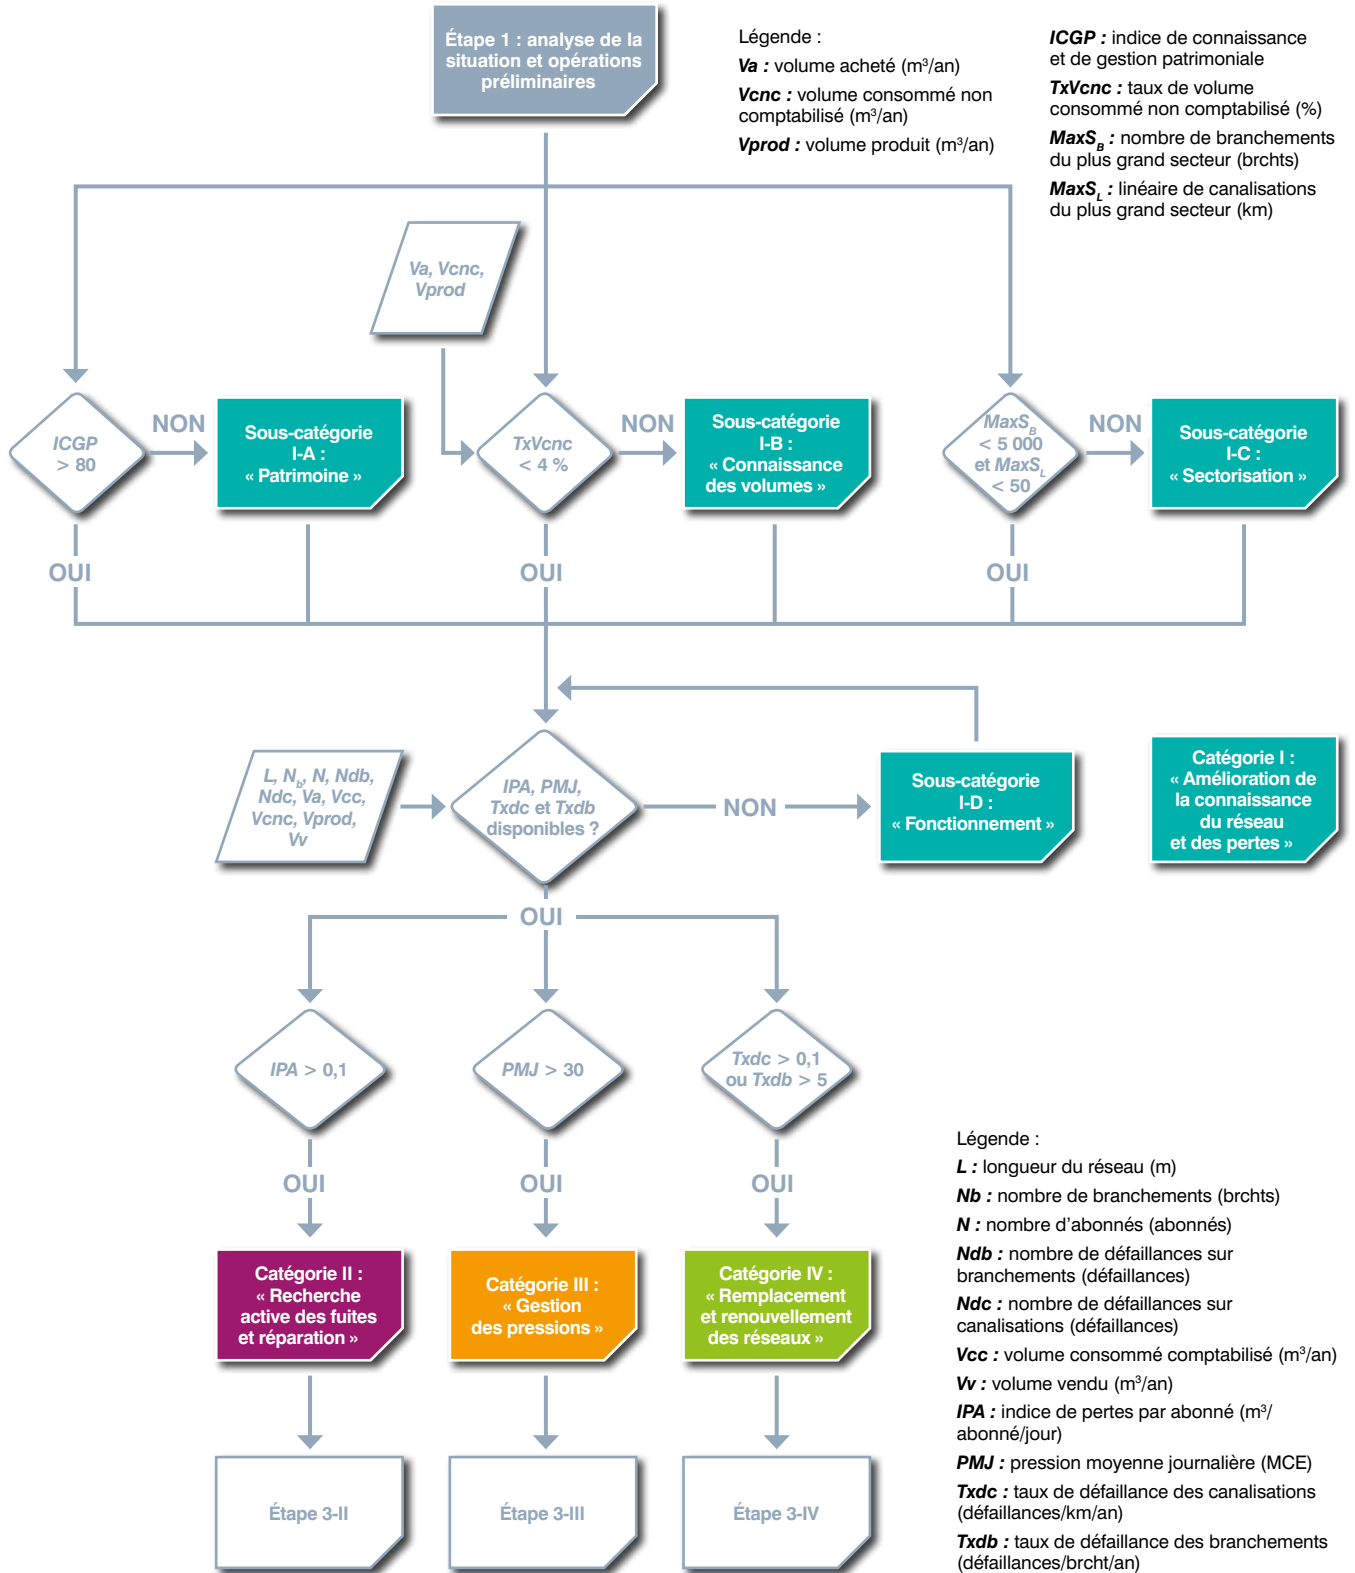 Étape 1 : analyse de la
situation et opérations
préliminaires
Légende :
Va : volume acheté (m³/an)
Vcnc : volume consommé non
comptabilisé (m³/an)
Vprod : volume produit (m³/an)
ICGP : indice de connaissance
et de gestion patrimoniale
TxVcnc : taux de volume
consommé non comptabilisé (%)
MaxS_B : nombre de branchements
du plus grand secteur (brchts)
MaxS_L : linéaire de canalisations
du plus grand secteur (km)
Va, Vcnc,
Vprod
ICGP
> 80
NON
Sous-catégorie
I-A :
« Patrimoine »
TxVcnc
< 4 %
NON
Sous-catégorie
I-B :
« Connaissance
des volumes »
MaxS_B
< 5 000
et MaxS_L
< 50
NON
Sous-catégorie
I-C :
« Sectorisation »
OUI
OUI
OUI
L, N_b, N, Ndb,
Ndc, Va, Vcc,
Vcnc, Vprod,
Vv
IPA, PMJ,
Txdc et Txdb
disponibles ?
NON
Sous-catégorie
I-D :
« Fonctionnement »
Catégorie I :
« Amélioration de
la connaissance
du réseau
et des pertes »
OUI
IPA > 0,1
PMJ > 30
Txdc > 0,1
ou Txdb > 5
OUI
OUI
OUI
Catégorie II :
« Recherche
active des fuites
et réparation »
Catégorie III :
« Gestion
des pressions »
Catégorie IV :
« Remplacement
et renouvellement
des réseaux »
Étape 3-II
Étape 3-III
Étape 3-IV
Légende :
L : longueur du réseau (m)
Nb : nombre de branchements (brchts)
N : nombre d'abonnés (abonnés)
Ndb : nombre de défaillances sur
branchements (défaillances)
Ndc : nombre de défaillances sur
canalisations (défaillances)
Vcc : volume consommé comptabilisé (m³/an)
Vv : volume vendu (m³/an)
IPA : indice de pertes par abonné (m³/
abonné/jour)
PMJ : pression moyenne journalière (MCE)
Txdc : taux de défaillance des canalisations
(défaillances/km/an)
Txdb : taux de défaillance des branchements
(défaillances/brcht/an)